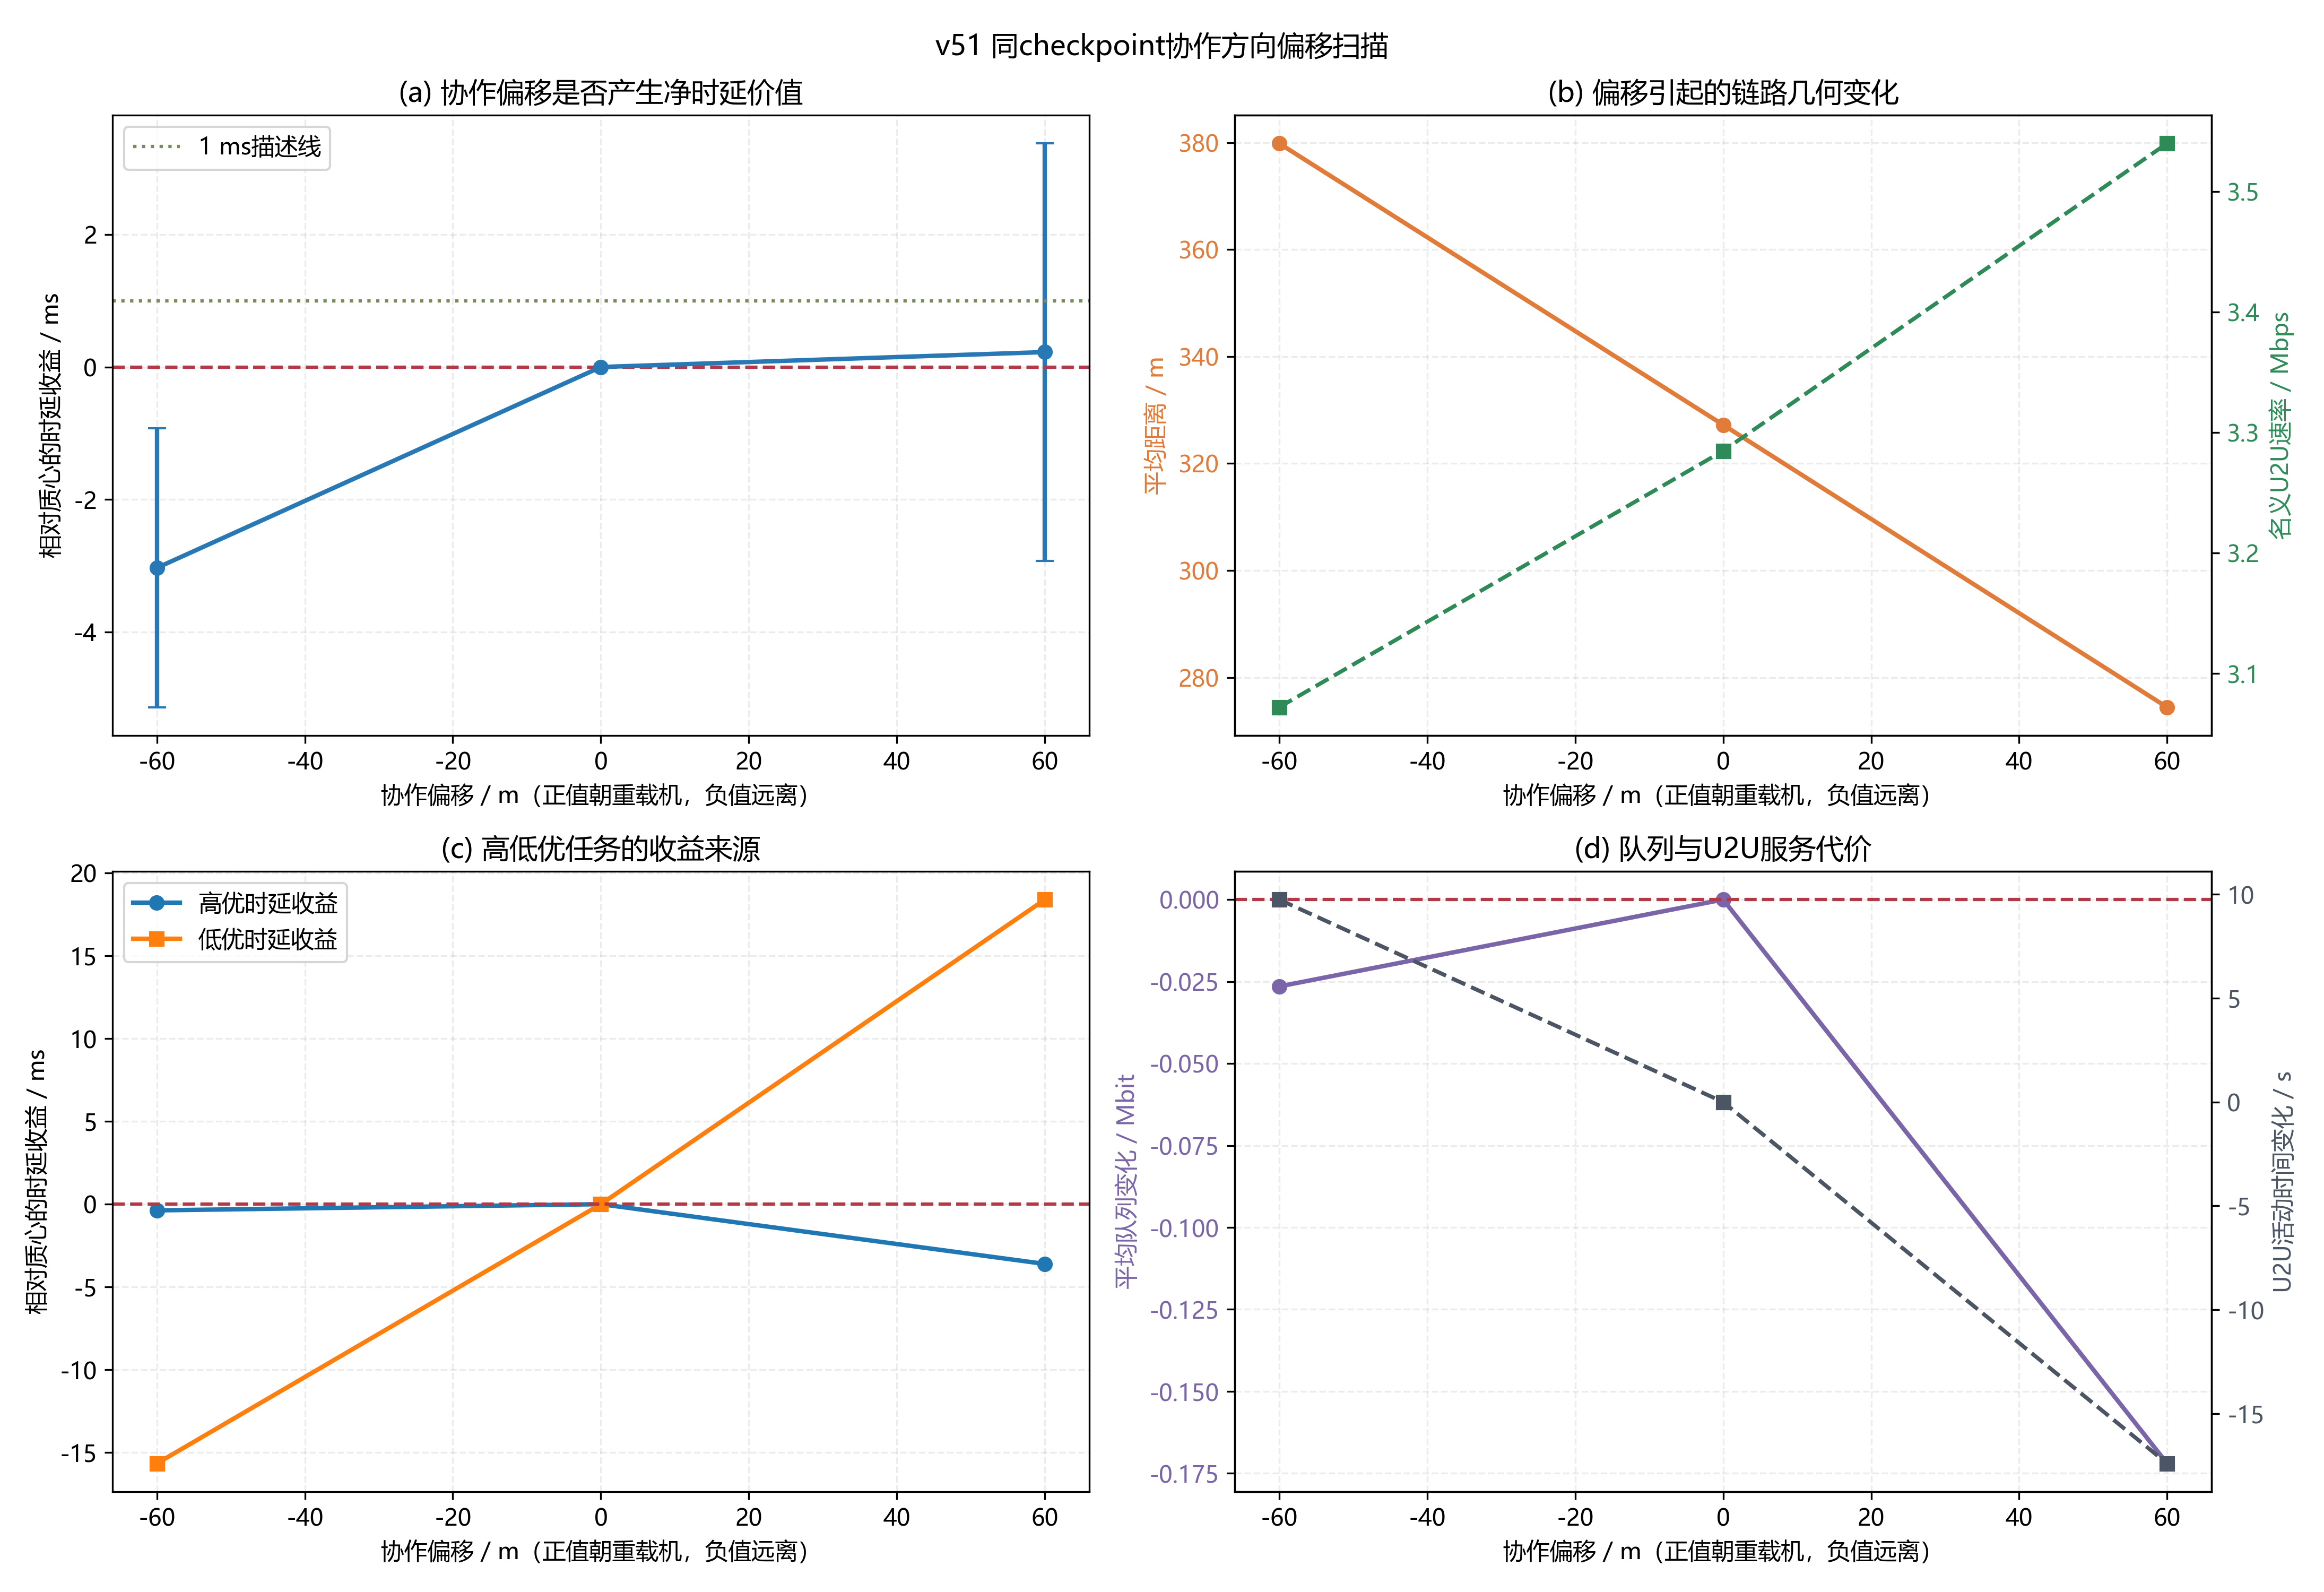 v51 同checkpoint协作方向偏移扫描
(a) 协作偏移是否产生净时延价值
1 ms描述线
相对质心的时延收益 / ms
2
0
-2
-4
-60 -40 -20 0 20 40 60
协作偏移 / m（正值朝重载机，负值远离）
(b) 偏移引起的链路几何变化
平均距离 / m
380
360
340
320
300
280
3.5
3.4
3.3
3.2
3.1
名义U2U速率 / Mbps
-60 -40 -20 0 20 40 60
协作偏移 / m（正值朝重载机，负值远离）
(c) 高低优任务的收益来源
高优时延收益
低优时延收益
相对质心的时延收益 / ms
20
15
10
5
0
-5
-10
-15
-60 -40 -20 0 20 40 60
协作偏移 / m（正值朝重载机，负值远离）
(d) 队列与U2U服务代价
平均队列变化 / Mbit
0.000
-0.025
-0.050
-0.075
-0.100
-0.125
-0.150
-0.175
10
5
0
-5
-10
-15
U2U活动时间变化 / s
-60 -40 -20 0 20 40 60
协作偏移 / m（正值朝重载机，负值远离）